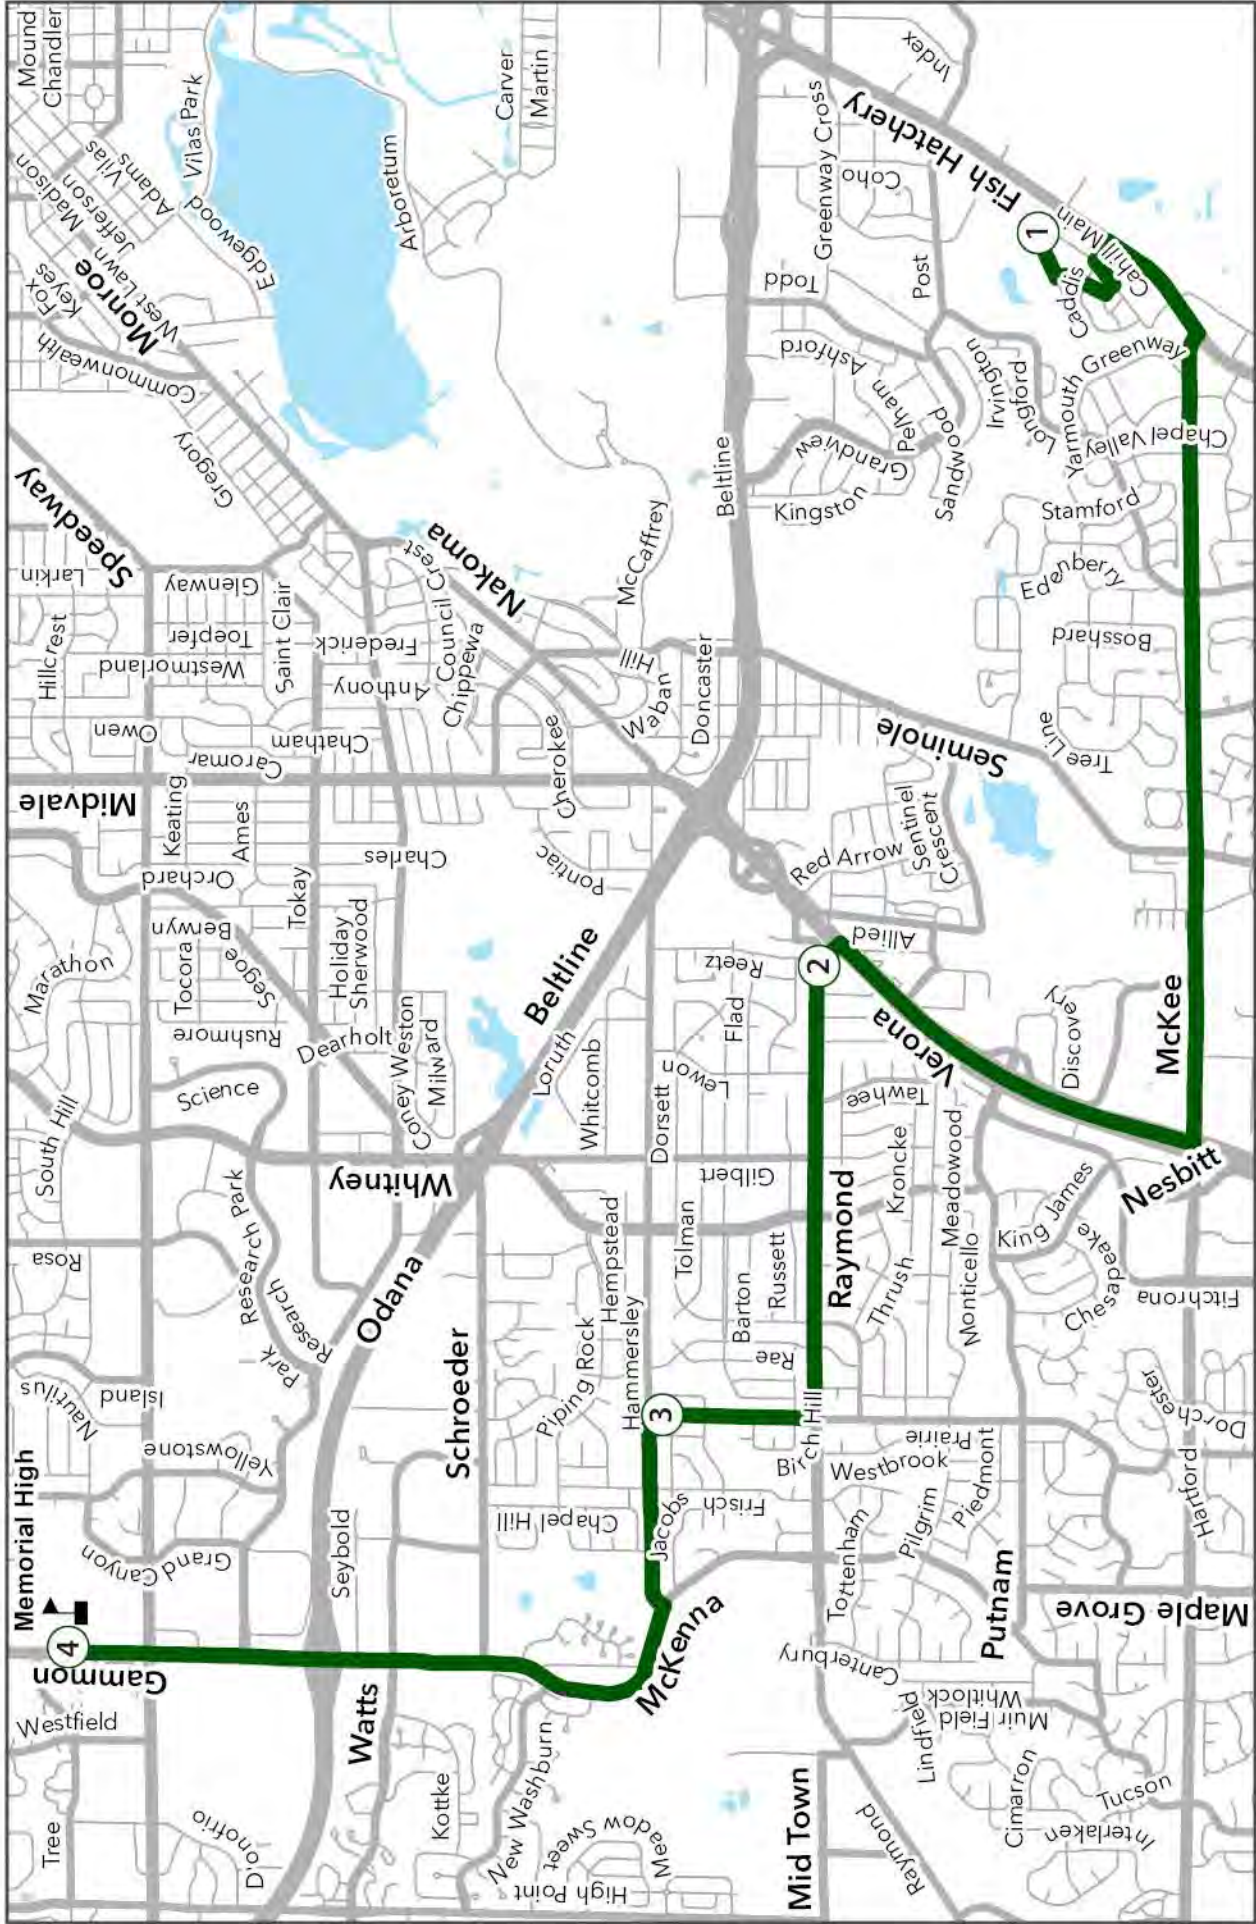 Mound
Chandler
Vilas Park
Madison
Jefferson
Vilas
Adams
Edgewood
Edgewood
West Lawn
Monroe
Fox
Keyes
Commonwealth
Arboretum
Carver
Martin
Index
Fish Hatchery
Greenway Cross
Coho
Post
Todd
Ashford
Pelham
Grandview
Kingston
Sandwood
Irvington
Longford
Yarmouth
Greenway
Chapel Valley
Stamford
Edenberry
Bosshard
Tree Line
1
Main
Cahill
Caddis
Speedway
Gregory
Larkin
Glenway
Hillcrest
Toepfer
Westmorland
Saint Clair
Frederick
Anthony
Council Crest
Chippewa
Nakoma
McCaffrey
Beltline
Hill
Waban
Doncaster
Cherokee
Seminole
Owen
Caromar
Chatham
Midvale
Keating
Ames
Orchard
Charles
Pontiac
Tokay
Berwyn
Tocora
Segoe
Holiday
Sherwood
Marathon
Rushmore
Dearholt
Coney Weston
Milward
Science
South Hill
Beltline
Loruth
Whitcomb
Dorsett
Lewon
Flad
Reetz
2
Allied
Red Arrow
Sentinel
Crescent
Verona
Discovery
McKee
Nesbitt
Tawhee
Kroncke
Meadowood
Monticello
King James
Chesapeake
Fitchrona
Whitney
Gilbert
Raymond
Thrush
Tolman
Barton
Russett
Rae
Hempstead
Hammersley
Piping Rock
Rosa
Research Park
Research
Park
Odana
Schroeder
Island
Nautilus
Yellowstone
Memorial High
Grand Canyon
Seybold
Chapel Hill
3
Jacobs
Frisch
Birch Hill
Westbrook
Prairie
Piedmont
Pilgrim
Tottenham
Dorchester
Hartford
Putnam
Maple Grove
McKenna
Canterbury
Whitlock
Muir Field
Lindfield
Cimarron
Tucson
Interlaken
4
Gammon
Westfield
Watts
Tree
Dionofrio
Kottke
New Washburn
Meadow Sweet
High Point
Mid Town
Raymond